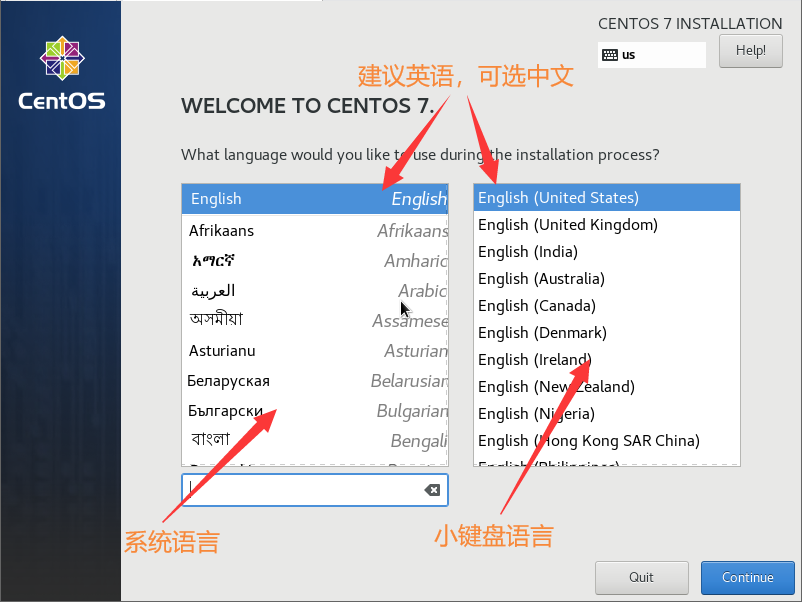 CENTOS 7 INSTALLATION
us
Help!
CentOS
建议英语，可选中文
WELCOME TO CENTOS 7.
What language would you like to use during the installation process?
English English
Afrikaans Afrikaans
አማርኛ Amharic
العربية Arabic
অসমীয়া Assamese
Asturianu Asturian
Беларуская Belarusian
Български Bulgarian
বাংলা Bengali
English (United States)
English (United Kingdom)
English (India)
English (Australia)
English (Canada)
English (Denmark)
English (Ireland)
English (New Zealand)
English (Nigeria)
English (Hong Kong SAR China)
English (Philippines)
系统语言
小键盘语言
Quit
Continue